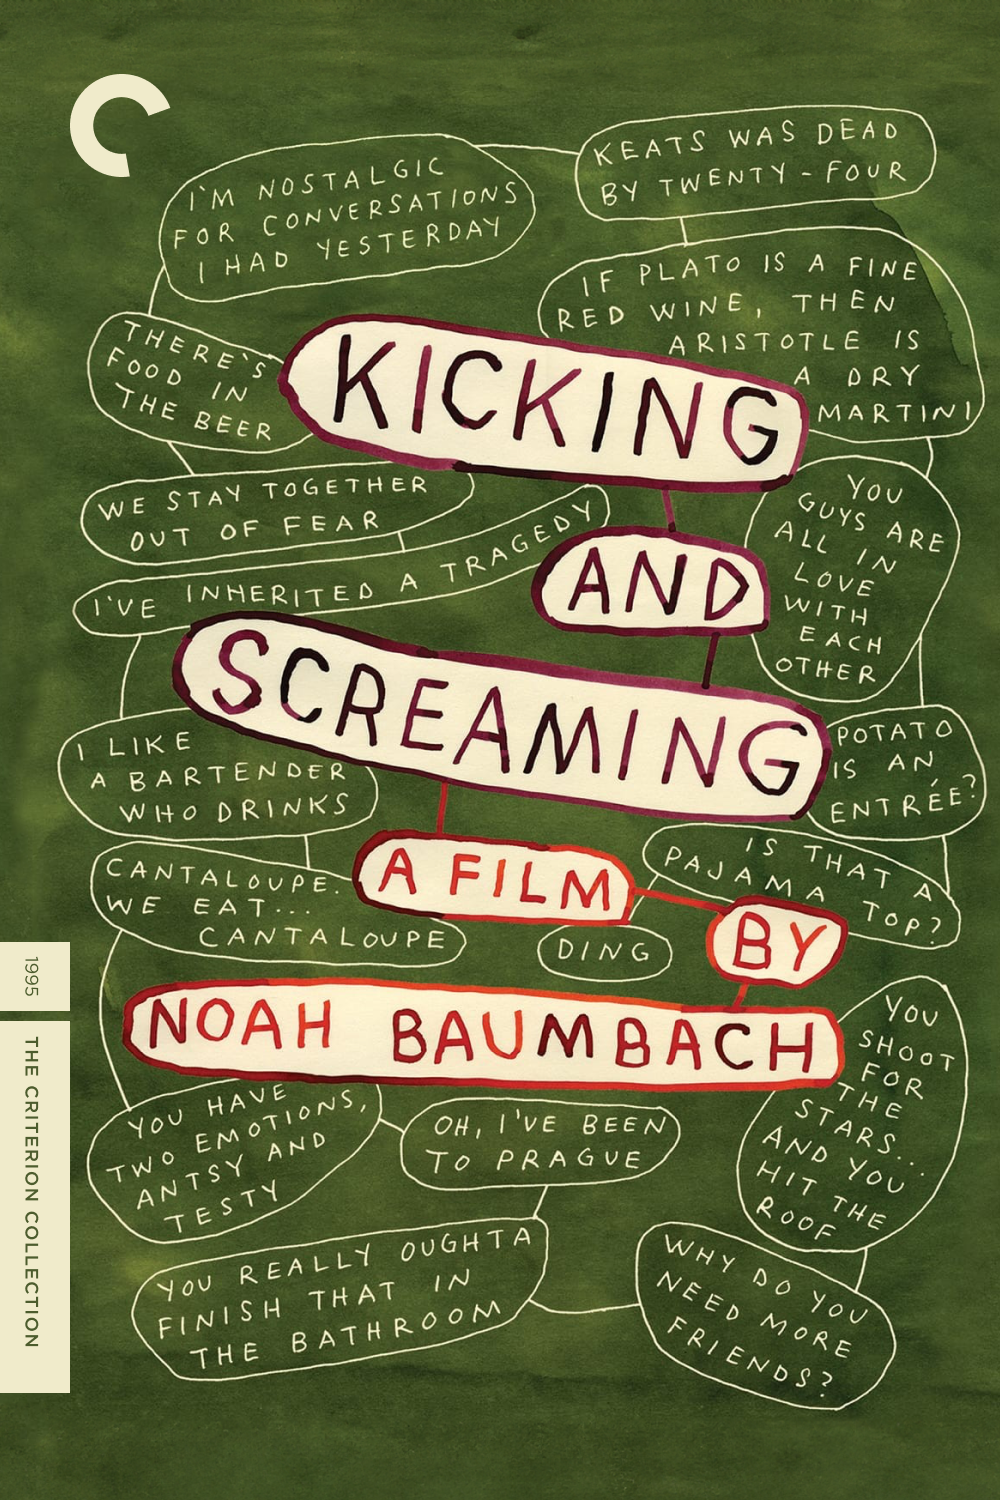 I'M NOSTALGIC
FOR CONVERSATIONS
I HAD YESTERDAY
KEATS WAS DEAD
BY TWENTY-FOUR
IF PLATO IS A FINE
RED WINE, THEN
ARISTOTLE IS
A DRY
MARTINI
THERE'S
FOOD IN
THE BEER
KICKING
WE STAY TOGETHER
OUT OF FEAR
YOU
GUYS ARE
ALL IN
LOVE
WITH
EACH
OTHER
I'VE INHERITED A TRAGEDY
AND
SCREAMING
I LIKE
A BARTENDER
WHO DRINKS
POTATO
IS AN
ENTRÉE?
A FILM
IS THAT A
PAJAMA TOP?
CANTALOUPE.
WE EAT...
CANTALOUPE
DING
BY
1995
THE CRITERION COLLECTION
NOAH BAUMBACH
YOU
SHOOT
FOR
THE
STARS...
AND YOU
HIT THE
ROOF
YOU HAVE
TWO EMOTIONS,
ANTSY AND
TESTY
OH, I'VE BEEN
TO PRAGUE
YOU REALLY OUGHTA
FINISH THAT IN
THE BATHROOM
WHY DO YOU
NEED MORE
FRIENDS?